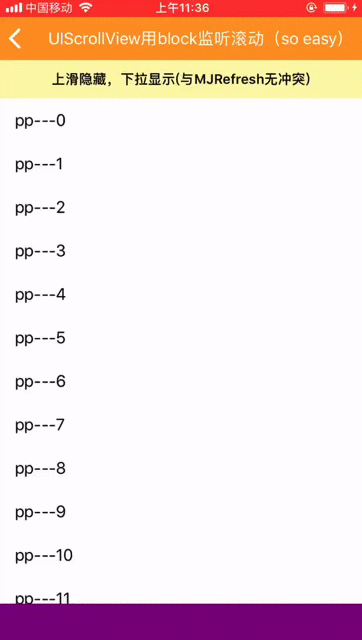 中国移动 上午11:36
UIScrollView用block监听滚动（so easy）
上滑隐藏，下拉显示(与MJRefresh无冲突)
pp---0
pp---1
pp---2
pp---3
pp---4
pp---5
pp---6
pp---7
pp---8
pp---9
pp---10
pp---11